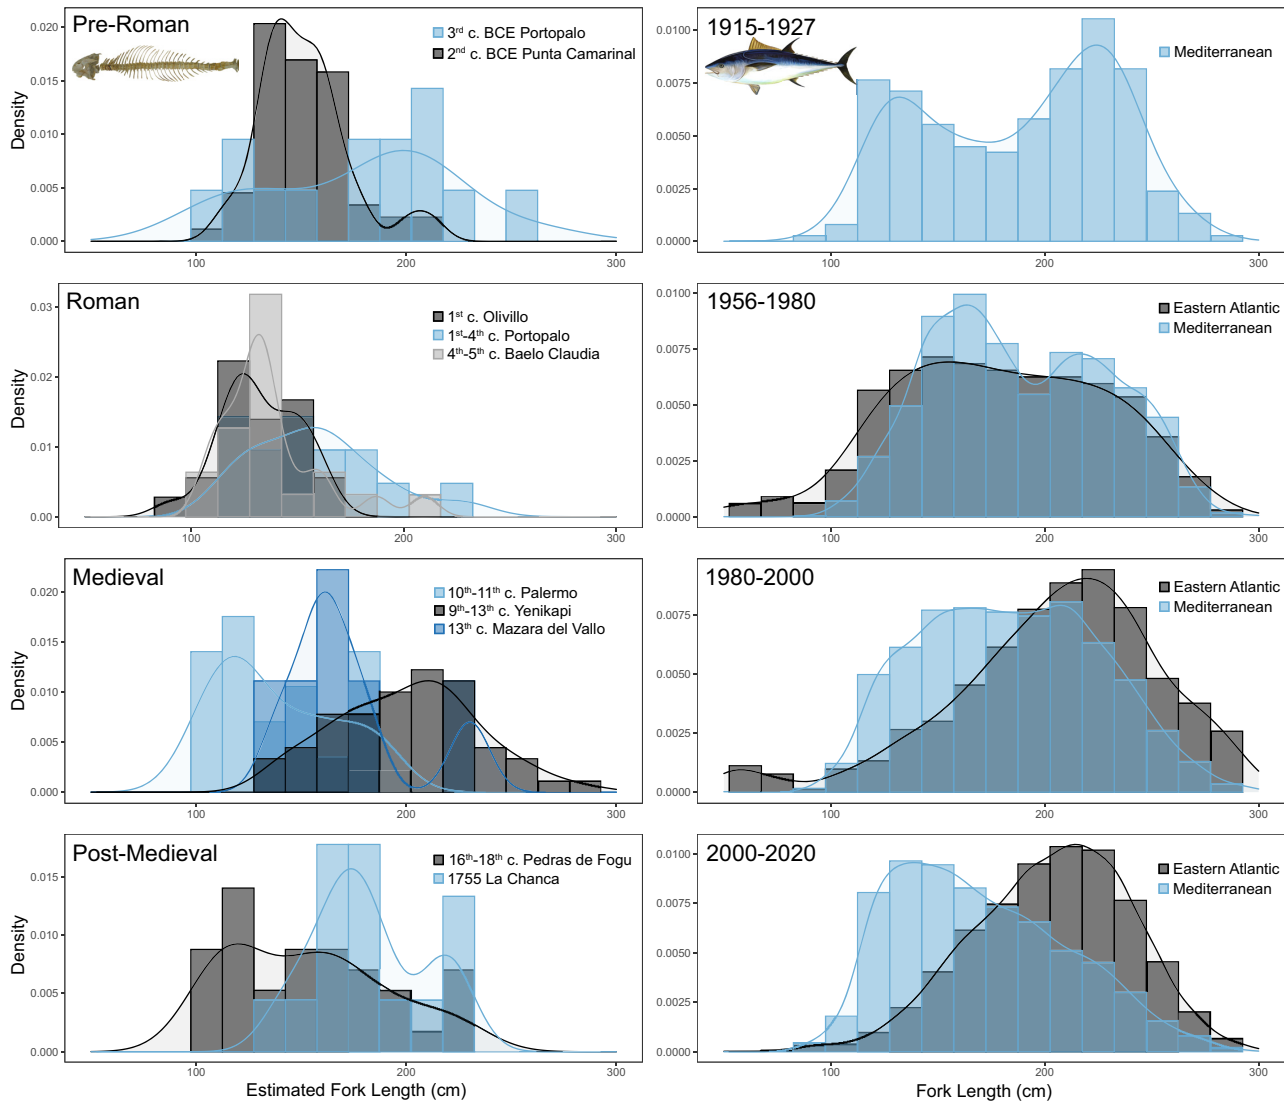 Pre-Roman
3rd c. BCE Portopalo
2nd c. BCE Punta Camarinal
Density
0.020
0.015
0.010
0.005
0.000
100
200
300
1915-1927
Mediterranean
0.0100
0.0075
0.0050
0.0025
0.0000
100
200
300
Roman
1st c. Olivillo
1st-4th c. Portopalo
4th-5th c. Baelo Claudia
Density
0.03
0.02
0.01
0.00
100
200
300
1956-1980
Eastern Atlantic
Mediterranean
0.0100
0.0075
0.0050
0.0025
0.0000
100
200
300
Medieval
10th-11th c. Palermo
9th-13th c. Yenikapi
13th c. Mazara del Vallo
Density
0.020
0.015
0.010
0.005
0.000
100
200
300
1980-2000
Eastern Atlantic
Mediterranean
0.0075
0.0050
0.0025
0.0000
100
200
300
Post-Medieval
16th-18th c. Pedras de Fogu
1755 La Chanca
Density
0.015
0.010
0.005
0.000
100
200
300
Estimated Fork Length (cm)
2000-2020
Eastern Atlantic
Mediterranean
0.0100
0.0075
0.0050
0.0025
0.0000
100
200
300
Fork Length (cm)